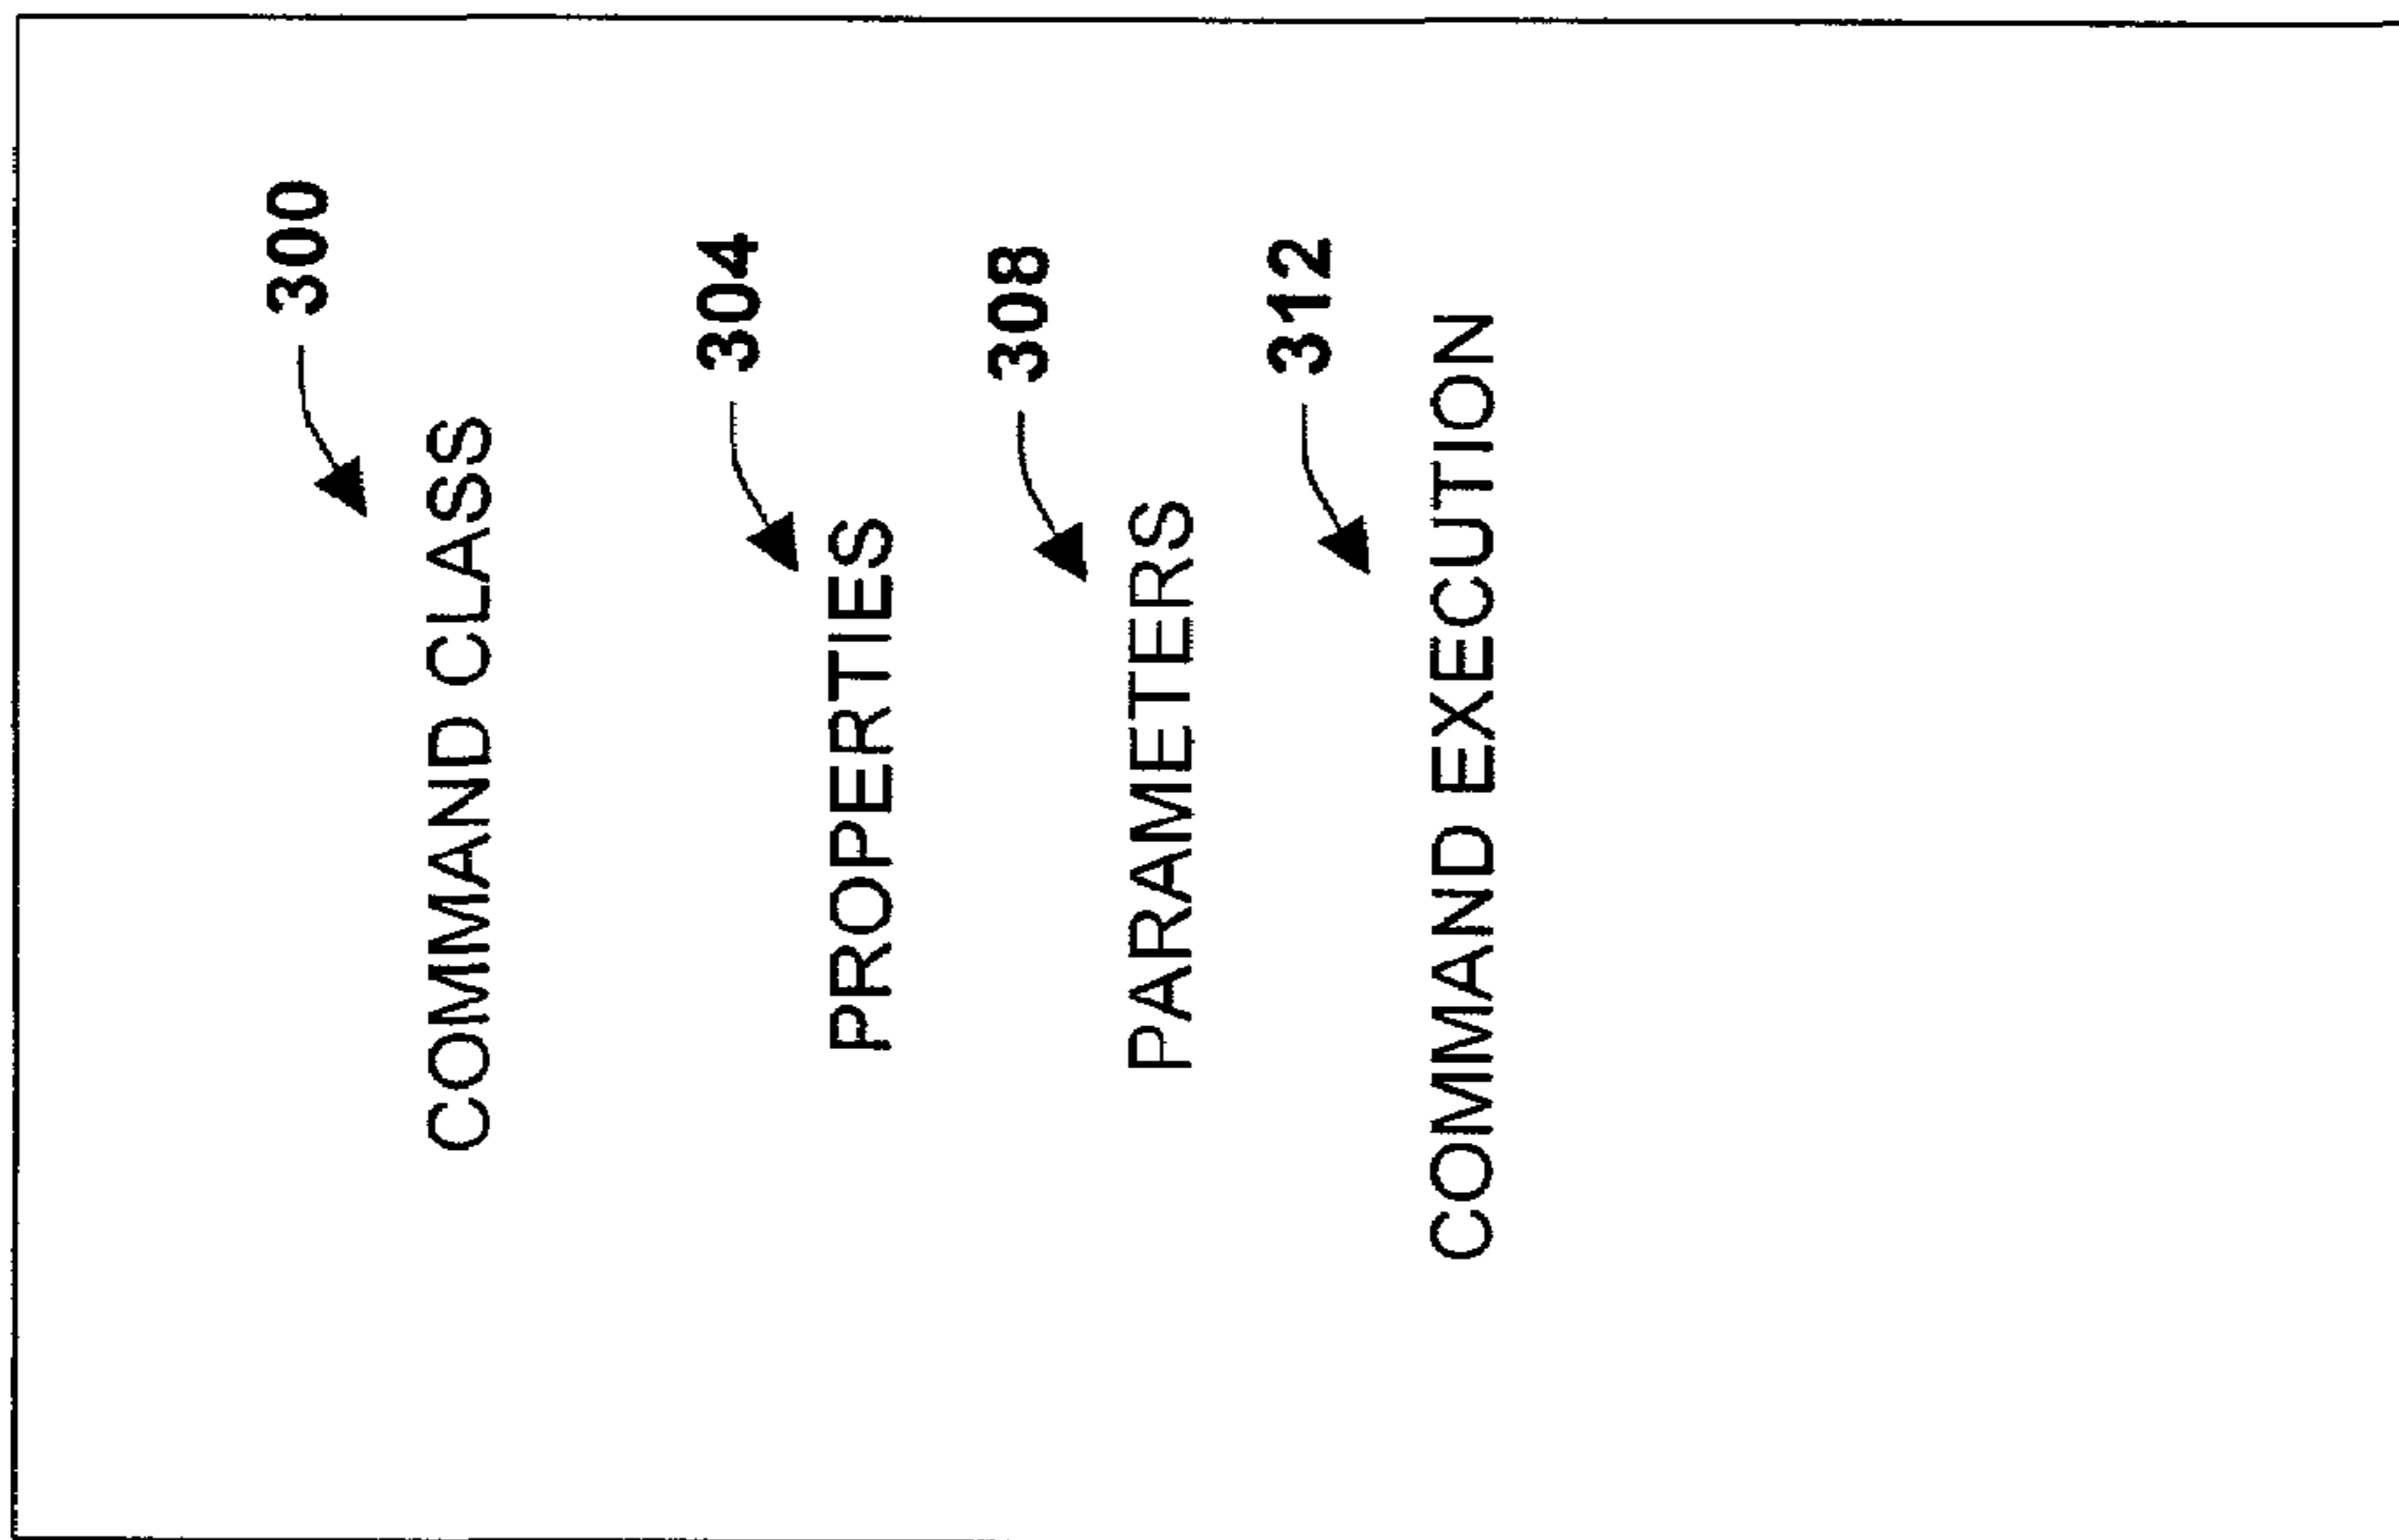 300
COMMAND CLASS
304
PROPERTIES
308
PARAMETERS
312
COMMAND EXECUTION